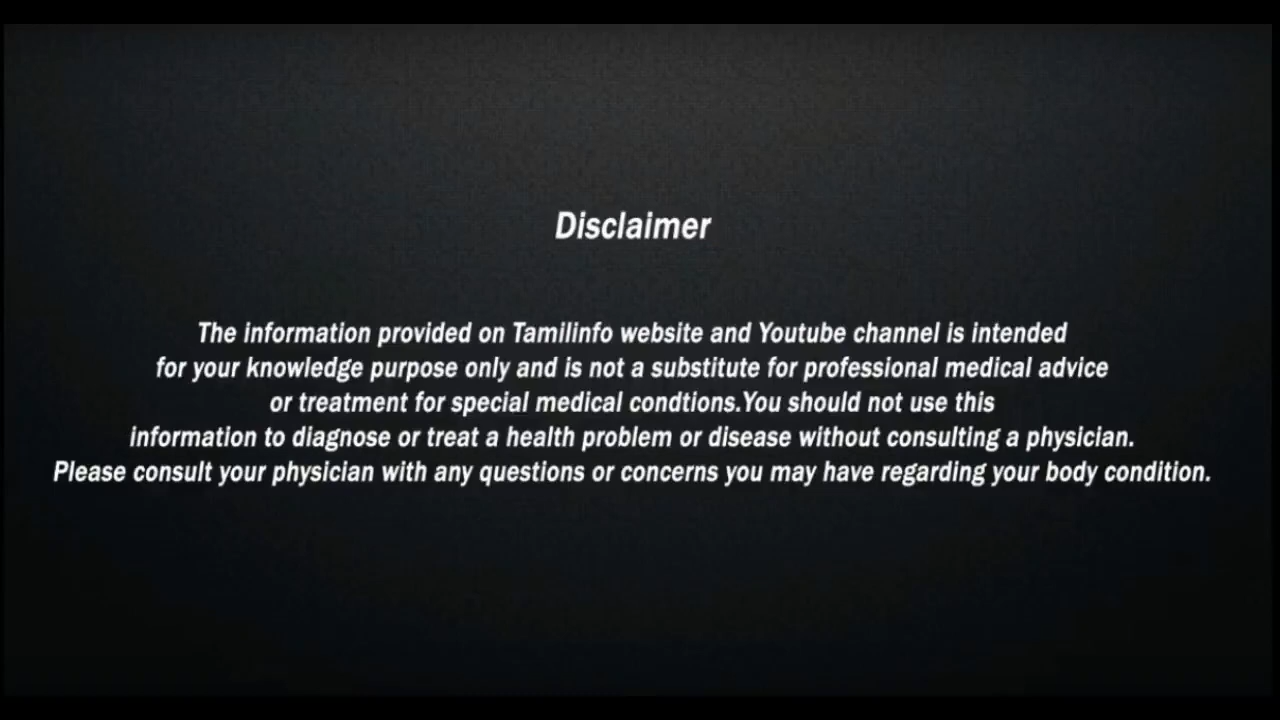 Disclaimer
The information provided on Tamilinfo website and Youtube channel is intended
for your knowledge purpose only and is not a substitute for professional medical advice
or treatment for special medical condtions.You should not use this
information to diagnose or treat a health problem or disease without consulting a physician.
Please consult your physician with any questions or concerns you may have regarding your body condition.